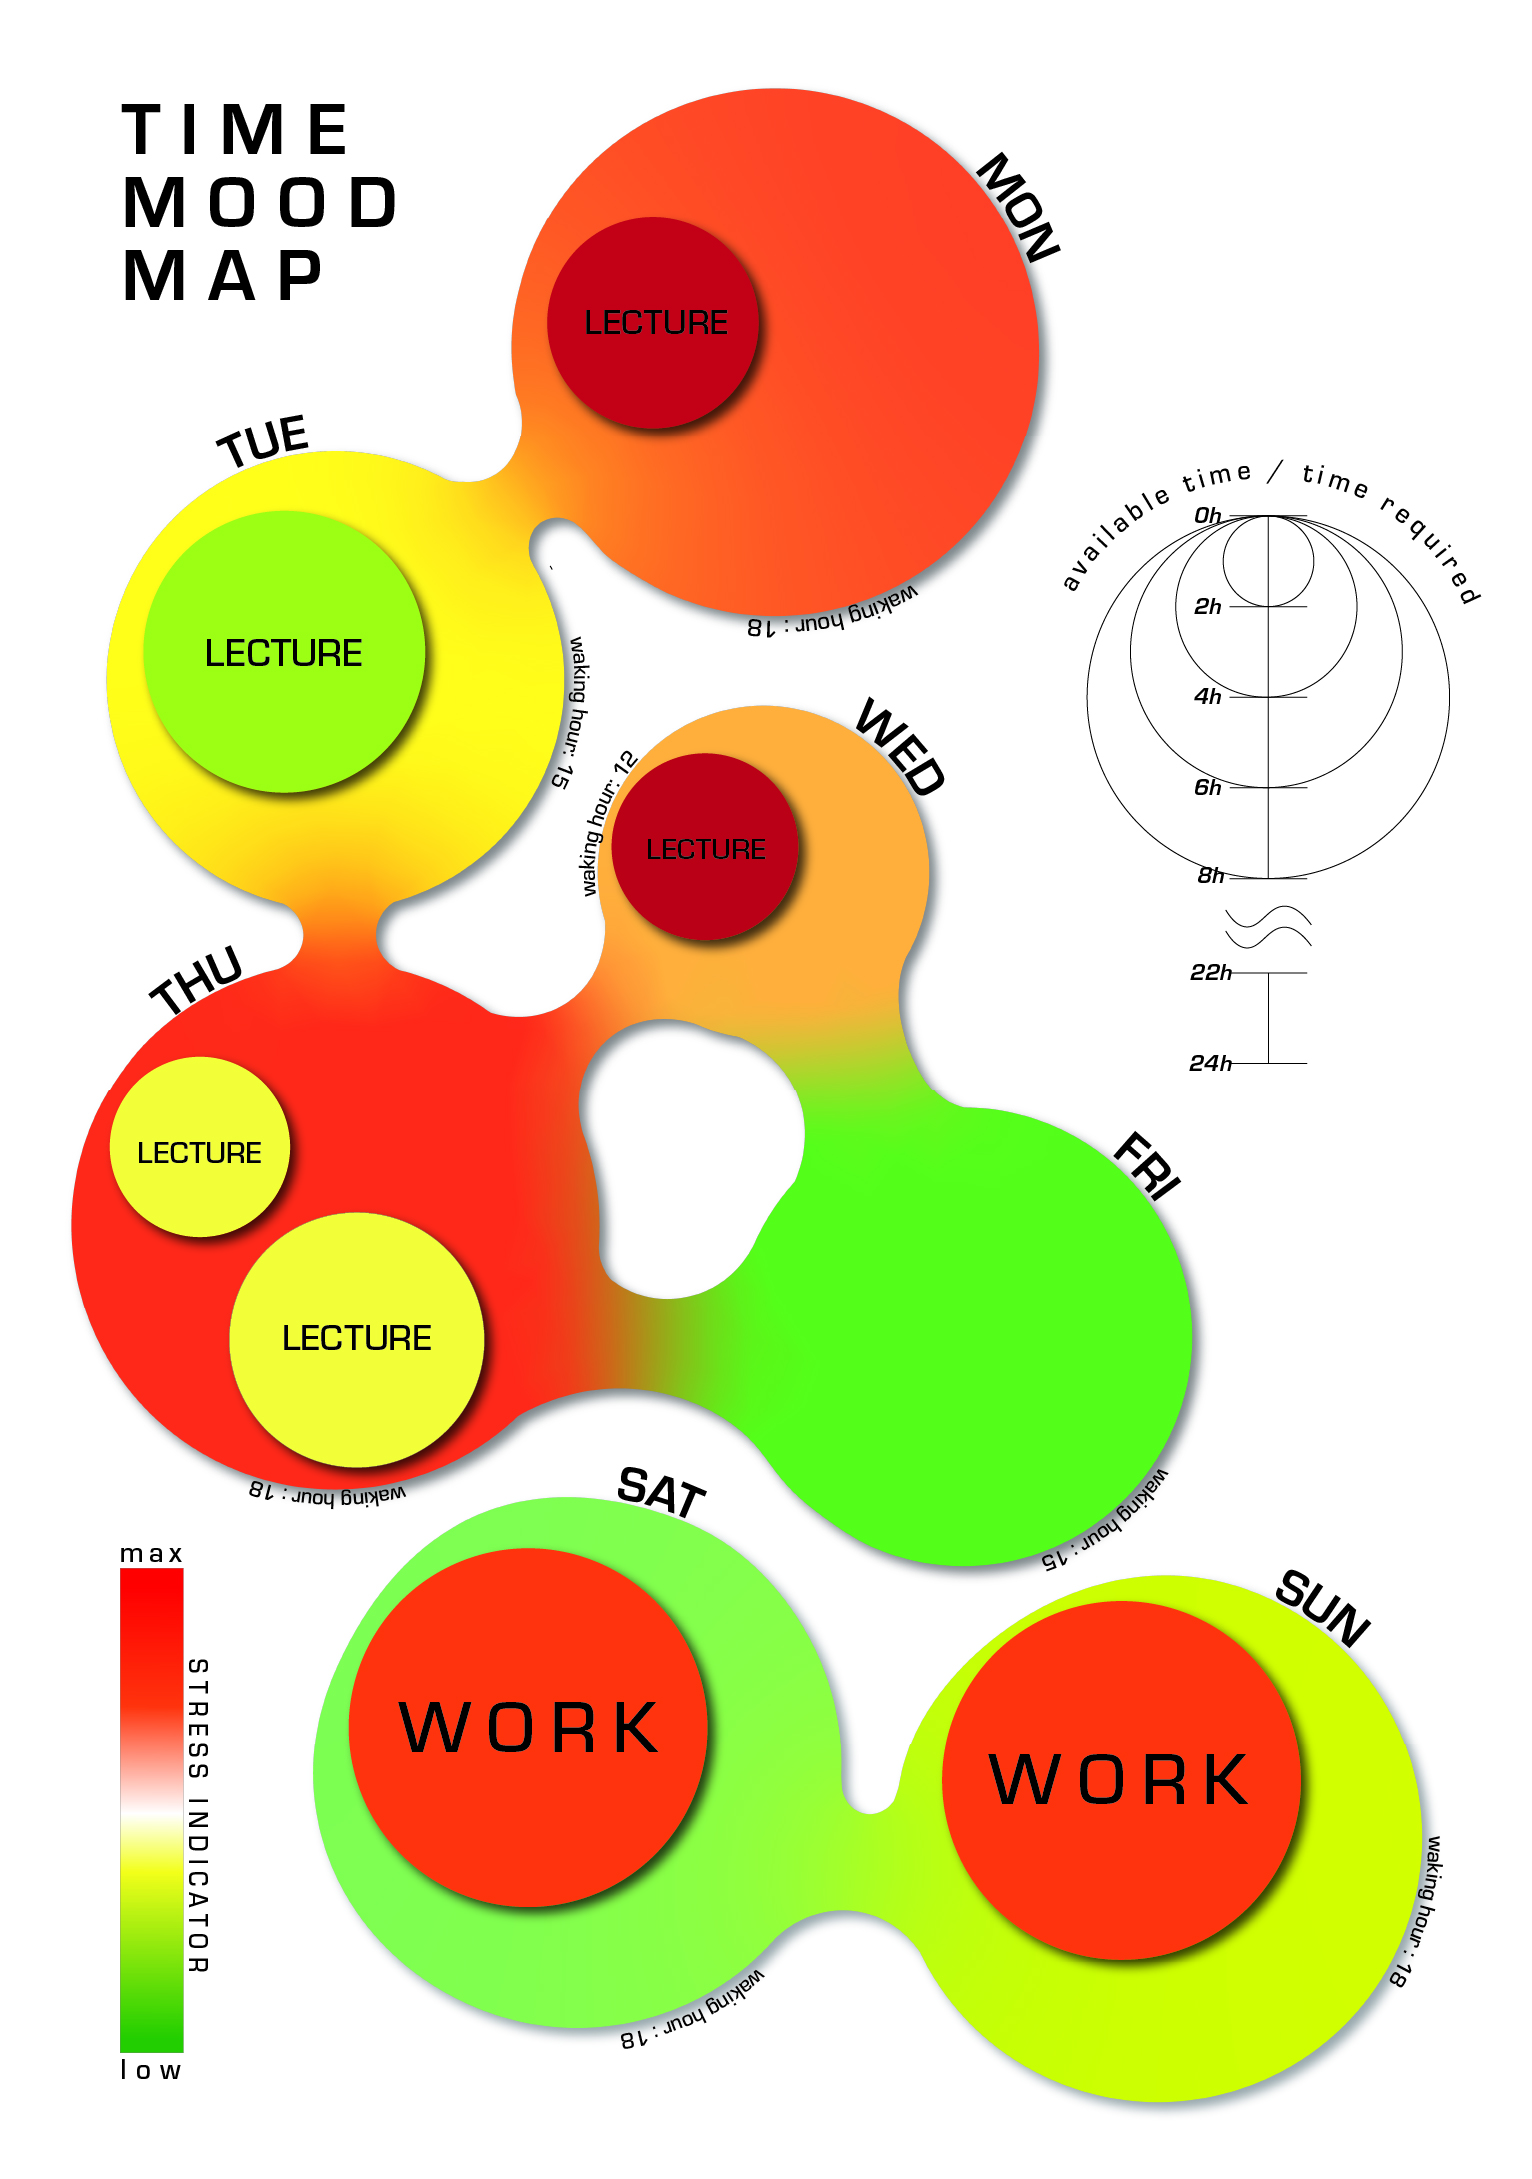 TIME
MOOD
MAP
MON
LECTURE
waking hour : 18
TUE
LECTURE
waking hour: 15
available time / time required
0h
2h
4h
6h
8h
22h
24h
WED
waking hour: 12
LECTURE
THU
LECTURE
LECTURE
waking hour : 18
FRI
waking hour : 15
SAT
WORK
waking hour : 18
SUN
WORK
waking hour : 18
max
STRESS INDICATOR
low